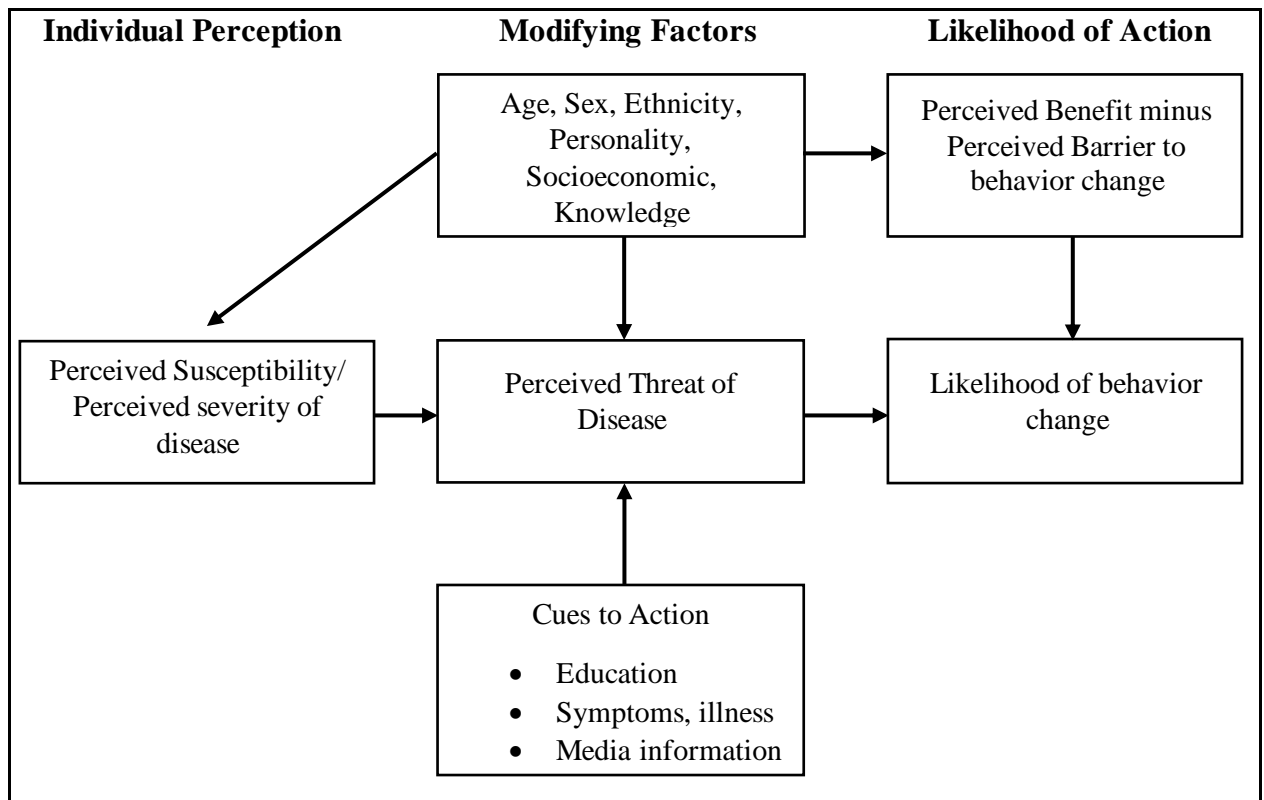 Individual Perception
Modifying Factors
Likelihood of Action
Age, Sex, Ethnicity,
Personality,
Socioeconomic,
Knowledge
Perceived Benefit minus
Perceived Barrier to
behavior change
Perceived Susceptibility/
Perceived severity of
disease
Perceived Threat of
Disease
Likelihood of behavior
change
Cues to Action
• Education
• Symptoms, illness
• Media information